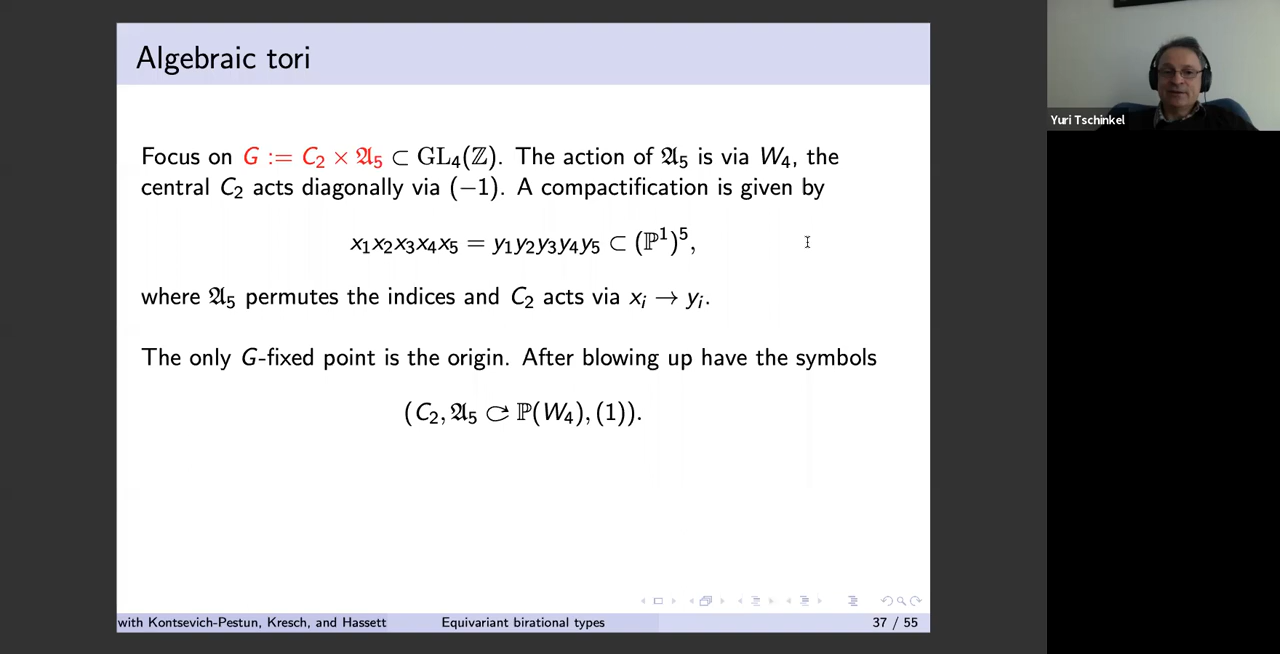 Algebraic tori
Yuri Tschinkel
Focus on G := C₂ × 𝔄₅ ⊂ GL₄(ℤ). The action of 𝔄₅ is via W₄, the
central C₂ acts diagonally via (−1). A compactification is given by
x₁x₂x₃x₄x₅ = y₁y₂y₃y₄y₅ ⊂ (ℙ¹)⁵,
where 𝔄₅ permutes the indices and C₂ acts via xᵢ → yᵢ.
The only G-fixed point is the origin. After blowing up have the symbols
(C₂, 𝔄₅ ⟳ ℙ(W₄), (1)).
with Kontsevich-Pestun, Kresch, and Hassett
Equivariant birational types
37 / 55